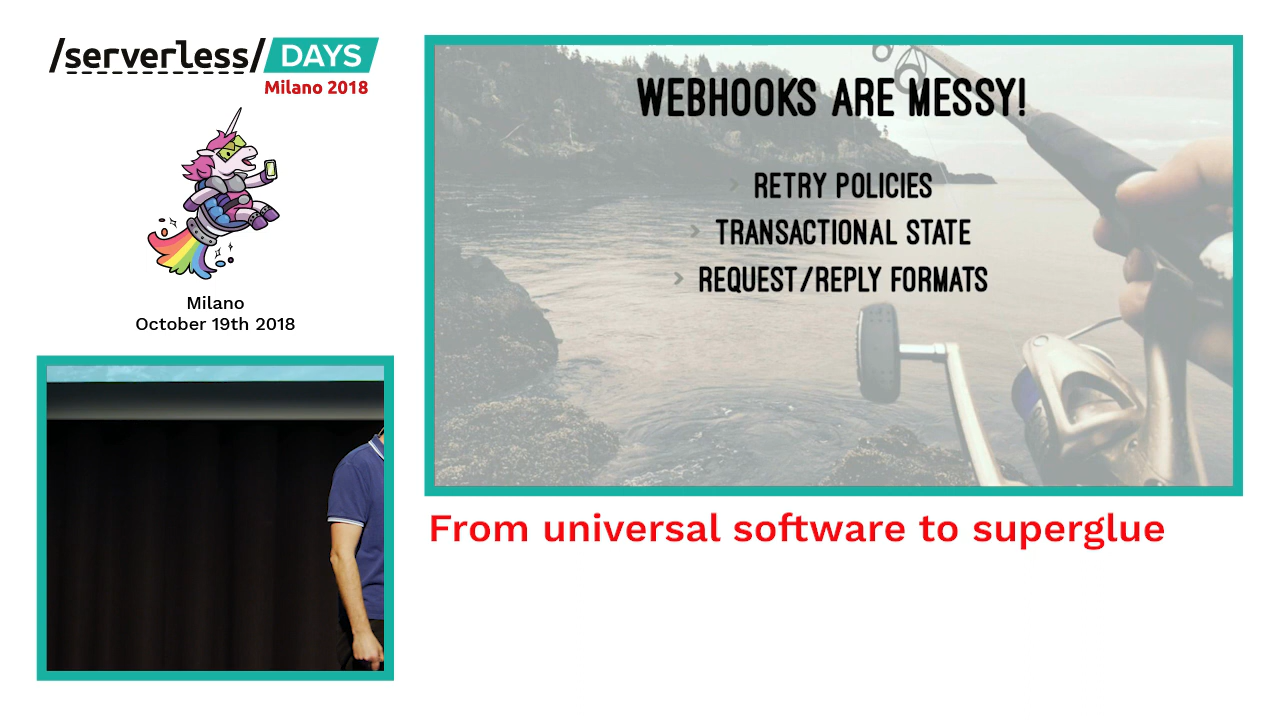 /serverless/ DAYS
Milano 2018
Milano
October 19th 2018
WEBHOOKS ARE MESSY!
RETRY POLICIES
TRANSACTIONAL STATE
REQUEST/REPLY FORMATS
From universal software to superglue